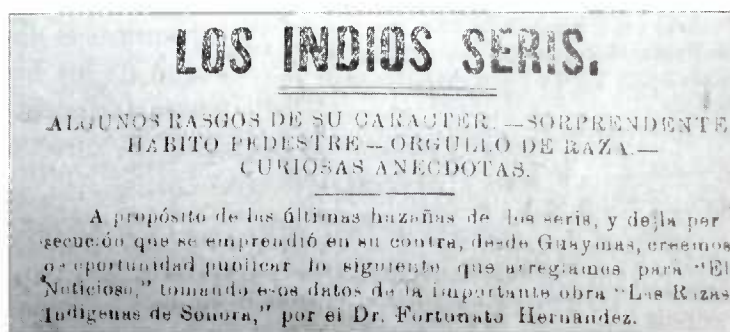 LOS INDIOS SERIS.
ALGUNOS RASGOS DE SU CARACTER.—SORPRENDENTE
HABITO PEDESTRE—ORGULLO DE RAZA.—
CURIOSAS ANECDOTAS.
A propósito de las últimas hazañas de los seris, y de la per
secución que se emprendió en su contra, desde Guaymas, creemos
oportunidad publicar lo siguiente que arreglamos para "El
Noticioso," tomando esos datos de la importante obra "Las Razas
Indígenas de Sonora," por el Dr. Fortunato Hernández.